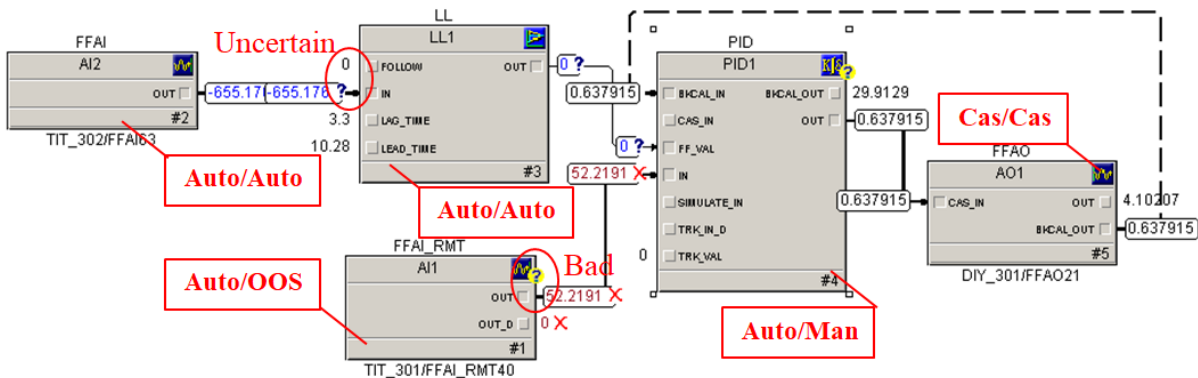 FFAI
AI2
OUT
#2
TIT_302/FFAI63
-655.17
-655.176 ?
Auto/Auto
Uncertain
0
3.3
10.28
LL
LL1
FOLLOW
OUT
IN
LAG_TIME
LEAD_TIME
#3
Auto/Auto
0 ?
0.637915
0 ?
52.2191 X
FFAI_RMT
AI1
?
OUT
OUT_D
#1
TIT_301/FFAI_RMT40
Auto/OOS
Bad
52.2191 X
0 X
PID
PID1
?
BKCAL_IN
BKCAL_OUT
CAS_IN
OUT
FF_VAL
IN
SIMULATE_IN
TRK_IN_D
0
TRK_VAL
#4
Auto/Man
29.9129
0.637915
0.637915
Cas/Cas
FFAO
AO1
CAS_IN
OUT
BKCAL_OUT
#5
DIY_301/FFAO21
4.10207
0.637915